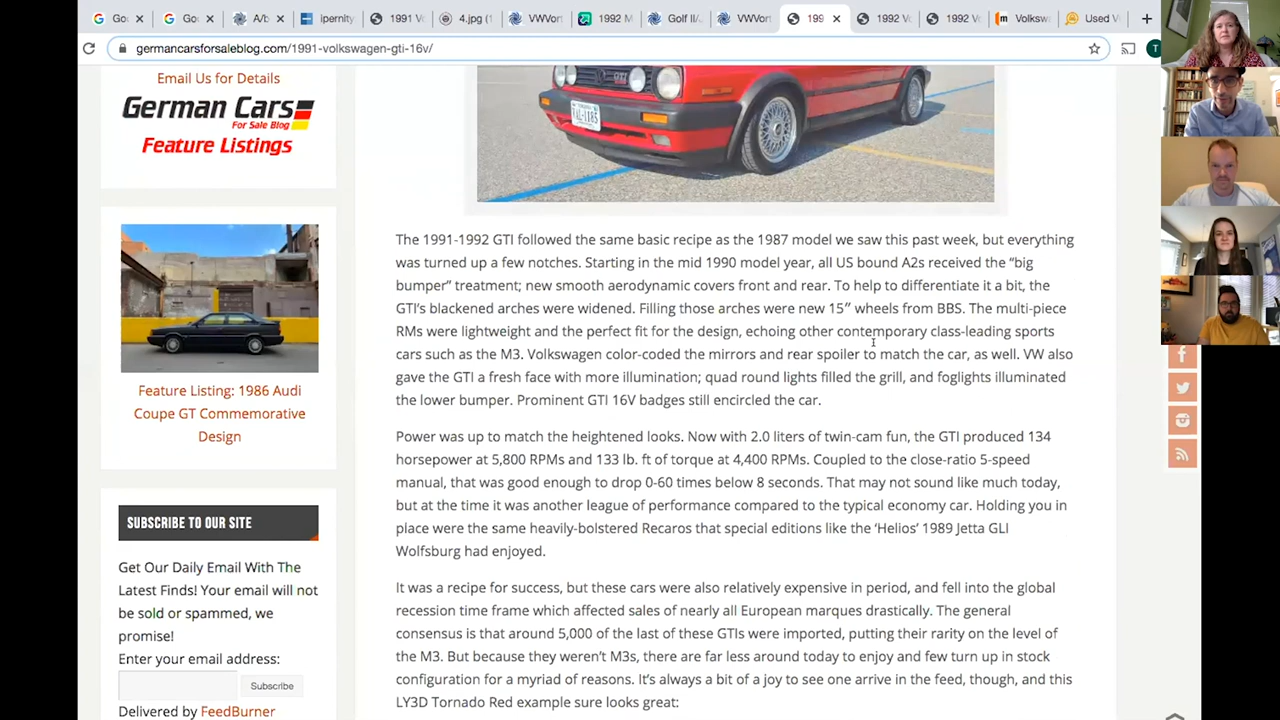 Goo
Goo
A/b
Ipernity
1991 V
4.jpg (1
VWVort
1992 M
Golf II/
VWVort
199
1992 Vo
1992 Vo
Volksw
Used V
germancarsforsaleblog.com/1991-volkswagen-gti-16v/
T
Email Us for Details
German Cars
For Sale Blog
Feature Listings
Feature Listing: 1986 Audi
Coupe GT Commemorative
Design
SUBSCRIBE TO OUR SITE
Get Our Daily Email With The
Latest Finds! Your email will not
be sold or spammed, we
promise!
Enter your email address:
Subscribe
Delivered by FeedBurner
GTI
The 1991-1992 GTI followed the same basic recipe as the 1987 model we saw this past week, but everything
was turned up a few notches. Starting in the mid 1990 model year, all US bound A2s received the “big
bumper” treatment; new smooth aerodynamic covers front and rear. To help to differentiate it a bit, the
GTI’s blackened arches were widened. Filling those arches were new 15″ wheels from BBS. The multi-piece
RMs were lightweight and the perfect fit for the design, echoing other contemporary class-leading sports
cars such as the M3. Volkswagen color-coded the mirrors and rear spoiler to match the car, as well. VW also
gave the GTI a fresh face with more illumination; quad round lights filled the grill, and foglights illuminated
the lower bumper. Prominent GTI 16V badges still encircled the car.
Power was up to match the heightened looks. Now with 2.0 liters of twin-cam fun, the GTI produced 134
horsepower at 5,800 RPMs and 133 lb. ft of torque at 4,400 RPMs. Coupled to the close-ratio 5-speed
manual, that was good enough to drop 0-60 times below 8 seconds. That may not sound like much today,
but at the time it was another league of performance compared to the typical economy car. Holding you in
place were the same heavily-bolstered Recaros that special editions like the ‘Helios’ 1989 Jetta GLI
Wolfsburg had enjoyed.
It was a recipe for success, but these cars were also relatively expensive in period, and fell into the global
recession time frame which affected sales of nearly all European marques drastically. The general
consensus is that around 5,000 of the last of these GTIs were imported, putting their rarity on the level of
the M3. But because they weren’t M3s, there are far less around today to enjoy and few turn up in stock
configuration for a myriad of reasons. It’s always a bit of a joy to see one arrive in the feed, though, and this
LY3D Tornado Red example sure looks great: